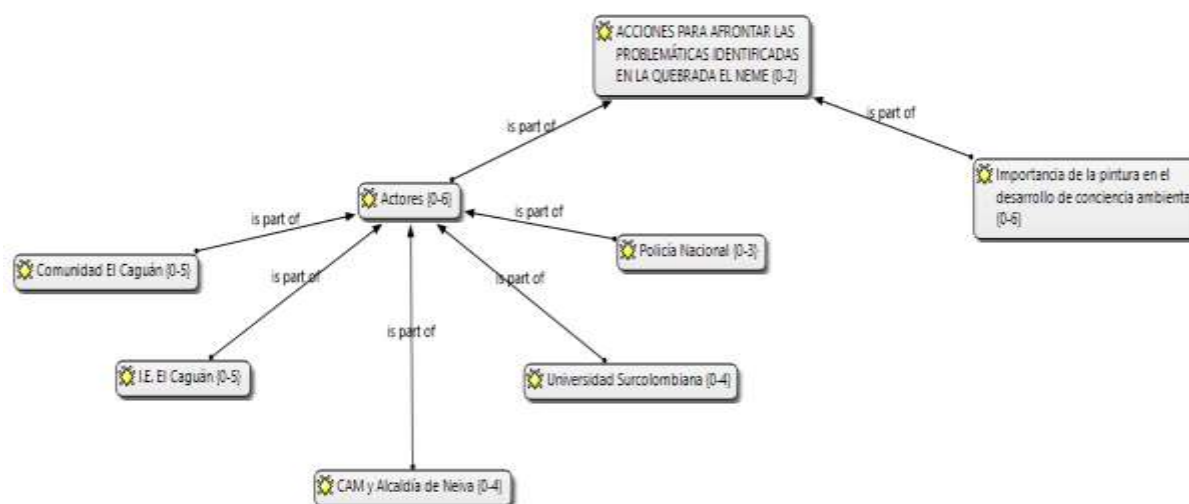 ACCIONES PARA AFRONTAR LAS
PROBLEMÁTICAS IDENTIFICADAS
EN LA QUEBRADA EL NEME {0-2}
is part of
is part of
Importancia de la pintura en el
desarrollo de conciencia ambienta
{0-6}
Actores {0-6}
is part of
is part of
Policía Nacional {0-3}
Comunidad El Caguán {0-5}
is part of
is part of
is part of
I.E. El Caguán {0-5}
Universidad Surcolombiana {0-4}
CAM y Alcaldía de Neiva {0-4}